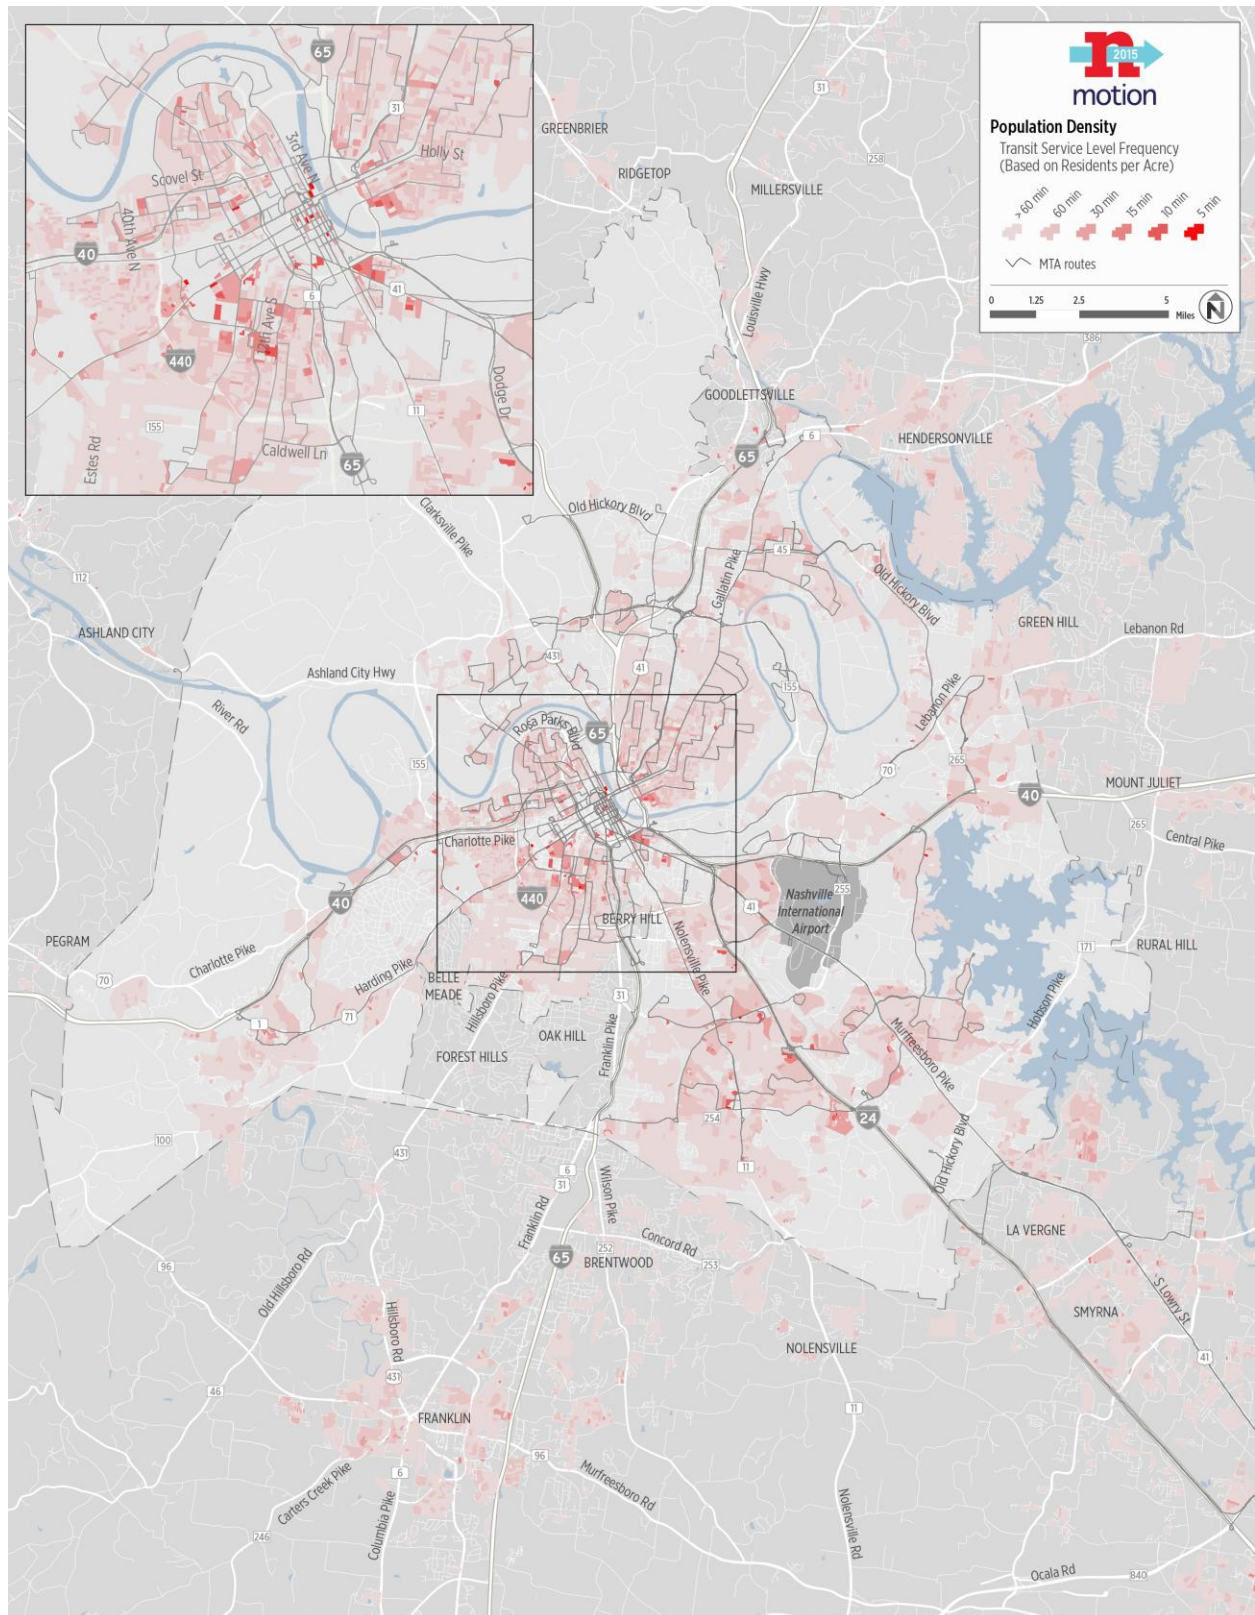 65
31
3rd Ave N
Holly St
Scovel St
40th Ave N
40
6
41
12th Ave S
440
Dodge Dr
11
155
Caldwell Ln
Estes Rd
65
n
2015
motion
Population Density
Transit Service Level Frequency
(Based on Residents per Acre)
> 60 min
60 min
30 min
15 min
10 min
5 min
MTA routes
0 1.25 2.5 5
Miles
N
31
GREENBRIER
258
RIDGETOP
MILLERSVILLE
Louisville Hwy
386
GOODLETTSVILLE
6
HENDERSONVILLE
65
Clarksville Pike
Old Hickory Blvd
45
Gallatin Pike
Old Hickory Blvd
112
ASHLAND CITY
GREEN HILL
Lebanon Rd
431
41
Ashland City Hwy
155
River Rd
Lebanon Pike
Rosa Parks Blvd
65
155
265
70
MOUNT JULIET
40
265
Central Pike
Charlotte Pike
40
440
Nashville
International
Airport
255
41
BERRY HILL
Nolensville Pike
PEGRAM
70
Charlotte Pike
Harding Pike
BELLE
MEADE
Hillsboro Pike
171
RURAL HILL
Hobson Pike
31
1
71
OAK HILL
FOREST HILLS
Franklin Pike
Murfreesboro Pike
254
24
100
431
Old Hickory Blvd
11
6
31
Wilson Pike
Franklin Rd
LA VERGNE
Concord Rd
96
65
252
BRENTWOOD
253
Old Hillsboro Rd
S Lowry St
SMYRNA
Hillsboro Rd
NOLENSVILLE
41
431
46
FRANKLIN
11
96
Carters Creek Pike
6
Murfreesboro Rd
Columbia Pike
Nolensville Rd
246
Ocala Rd
840